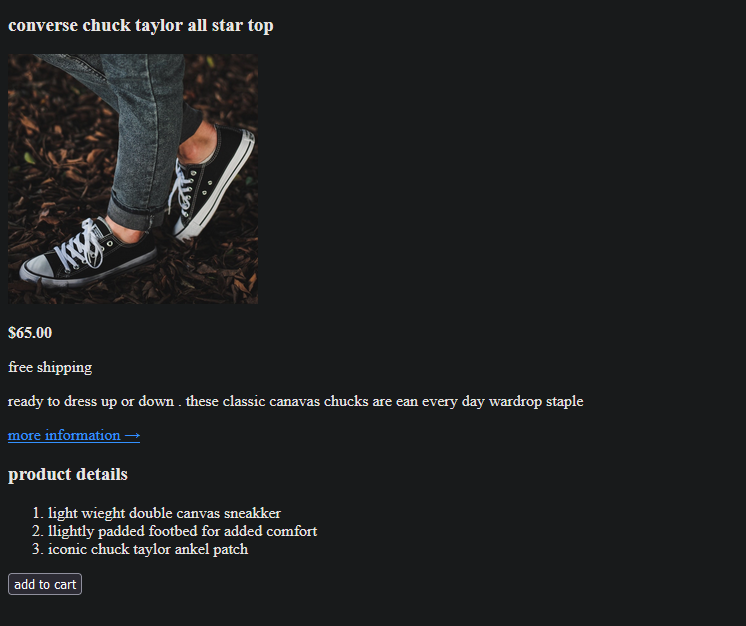 converse chuck taylor all star top
$65.00
free shipping
ready to dress up or down . these classic canavas chucks are ean every day wardrop staple
more information →
product details
1. light wieght double canvas sneakker
2. llightly padded footbed for added comfort
3. iconic chuck taylor ankel patch
add to cart